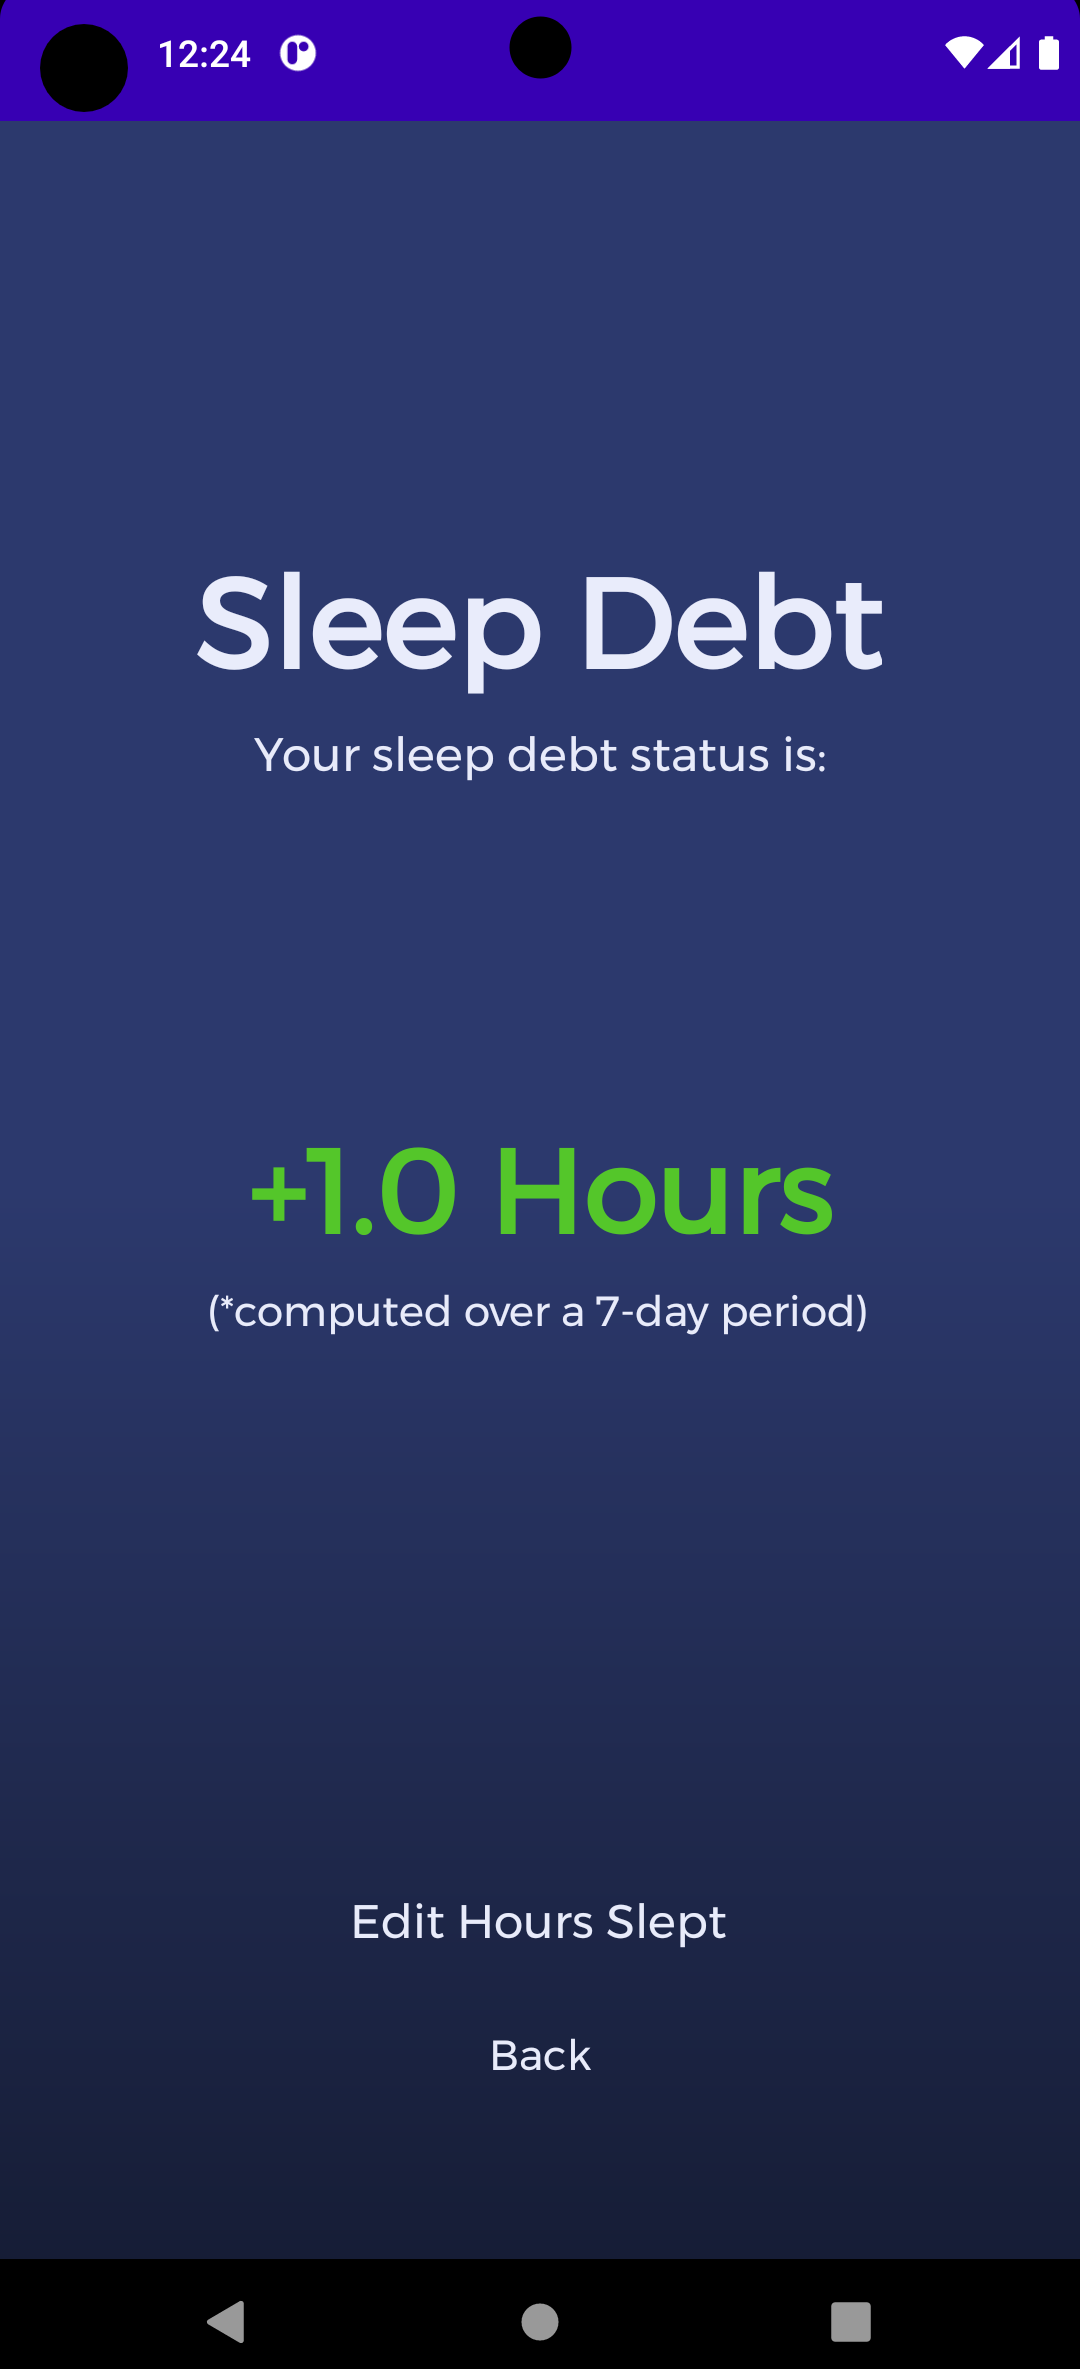 12:24
Sleep Debt
Your sleep debt status is:
+1.0 Hours
(*computed over a 7-day period)
Edit Hours Slept
Back